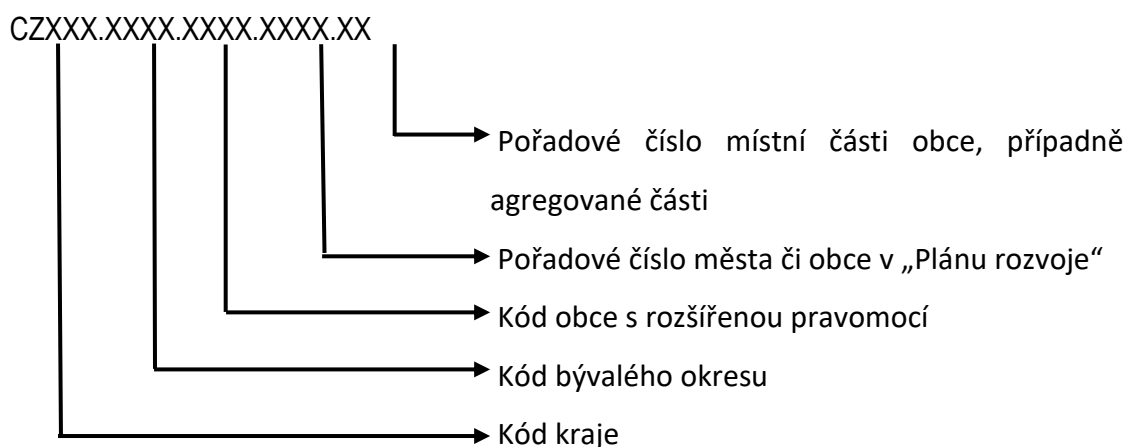 CZXXX.XXXX.XXXX.XXXX.XX
Pořadové číslo místní části obce, případně
agregované části
Pořadové číslo města či obce v „Plánu rozvoje“
Kód obce s rozšířenou pravomocí
Kód bývalého okresu
Kód kraje